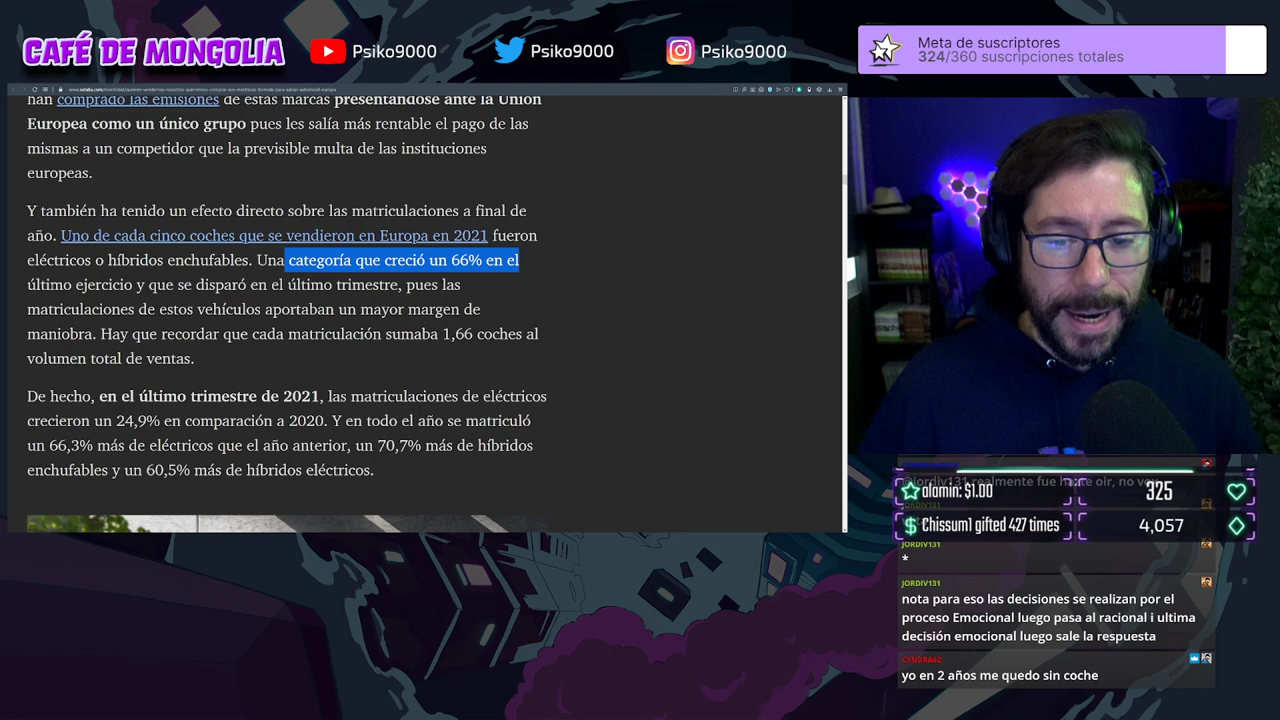 CAFÉ DE MONGOLIA
Psiko9000
Psiko9000
Psiko9000
Meta de suscriptores
324/360 suscripciones totales
han comprado las emisiones de estas marcas presentándose ante la Unión
Europea como un único grupo pues les salía más rentable el pago de las
mismas a un competidor que la previsible multa de las instituciones
europeas.
Y también ha tenido un efecto directo sobre las matriculaciones a final de
año. Uno de cada cinco coches que se vendieron en Europa en 2021 fueron
eléctricos o híbridos enchufables. Una categoría que creció un 66% en el
último ejercicio y que se disparó en el último trimestre, pues las
matriculaciones de estos vehículos aportaban un mayor margen de
maniobra. Hay que recordar que cada matriculación sumaba 1,66 coches al
volumen total de ventas.
De hecho, en el último trimestre de 2021, las matriculaciones de eléctricos
crecieron un 24,9% en comparación a 2020. Y en todo el año se matriculó
un 66,3% más de eléctricos que el año anterior, un 70,7% más de híbridos
enchufables y un 60,5% más de híbridos eléctricos.
@jordiv131 realmente fue
oir, no
alamin: $1.00
325
Chissum1 gifted 427 times
4,057
JORDIV131
*
JORDIV131
nota para eso las decisiones se realizan por el
proceso Emocional luego pasa al racional i ultima
decisión emocional luego sale la respuesta
CYNDRA62
yo en 2 años me quedo sin coche